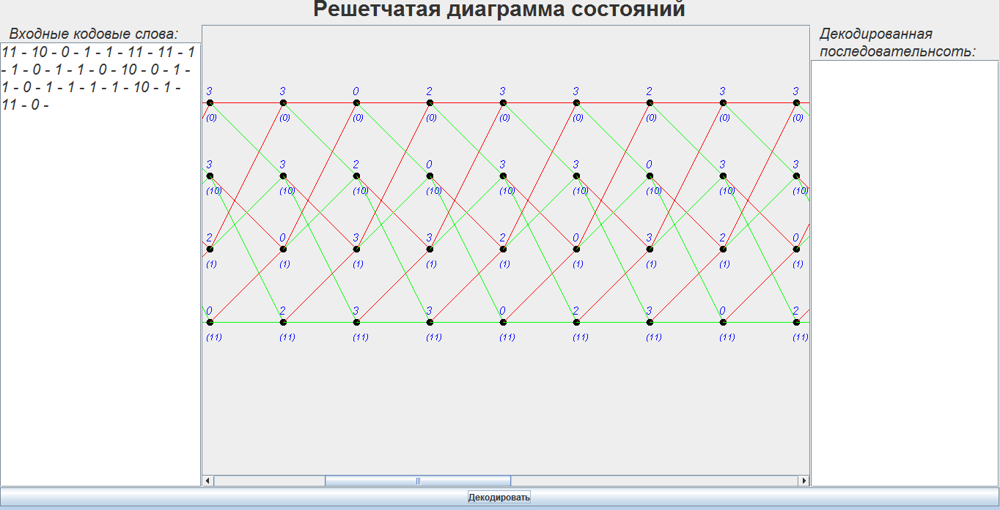 Решетчатая диаграмма состояний
Входные кодовые слова:
11 - 10 - 0 - 1 - 1 - 11 - 11 - 1
- 1 - 0 - 1 - 1 - 0 - 10 - 0 - 1 -
1 - 0 - 1 - 1 - 1 - 1 - 10 - 1 -
11 - 0 -
3 3 0 2 3 3 2 3 3
(0) (0) (0) (0) (0) (0) (0) (0) (0)
3 3 2 0 3 3 0 3 3
(10) (10) (10) (10) (10) (10) (10) (10) (10)
2 0 3 3 2 0 3 2 0
(1) (1) (1) (1) (1) (1) (1) (1) (1)
0 2 3 3 0 2 3 0 2
(11) (11) (11) (11) (11) (11) (11) (11) (11)
Декодированная
последовательнсоть:
Декодировать